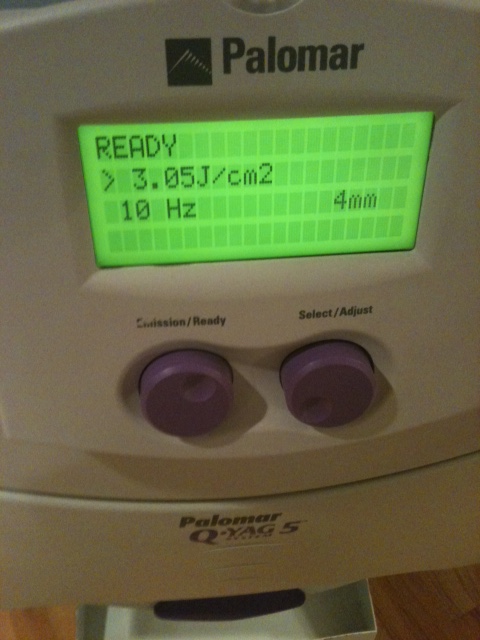 Palomar
READY
> 3.05J/cm2
10 Hz 4mm
Emission/Ready
Select/Adjust
Palomar
Q-YAG 5